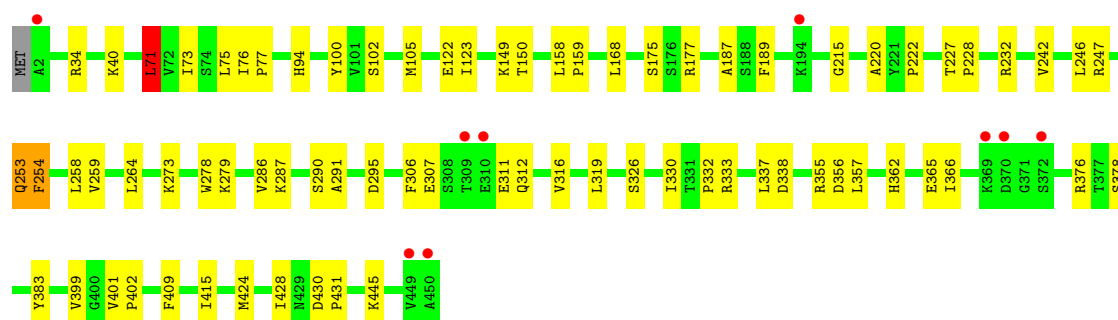 MET A2 R34 K40 L71 V72 I73 S74 L75 I76 P77 H94 Y100 V101 S102 M105 E122 I123 K149 T150 L158 P159 L168 S175 S176 R177 A187 S188 F189 K194 G215 A220 Y221 P222 T227 P228 R232 V242 L246 R247
Q253 F254 L258 V259 L264 K273 W278 K279 V286 K287 S290 A291 D295 F306 E307 S308 T309 E310 E311 Q312 V316 L319 S326 I330 T331 P332 R333 L337 D338 R355 D356 L357 H362 E365 I366 K369 D370 G371 S372 R376 T377 S378
Y383 V399 G400 V401 P402 F409 I415 M424 I428 N429 D430 P431 K445 V449 A450